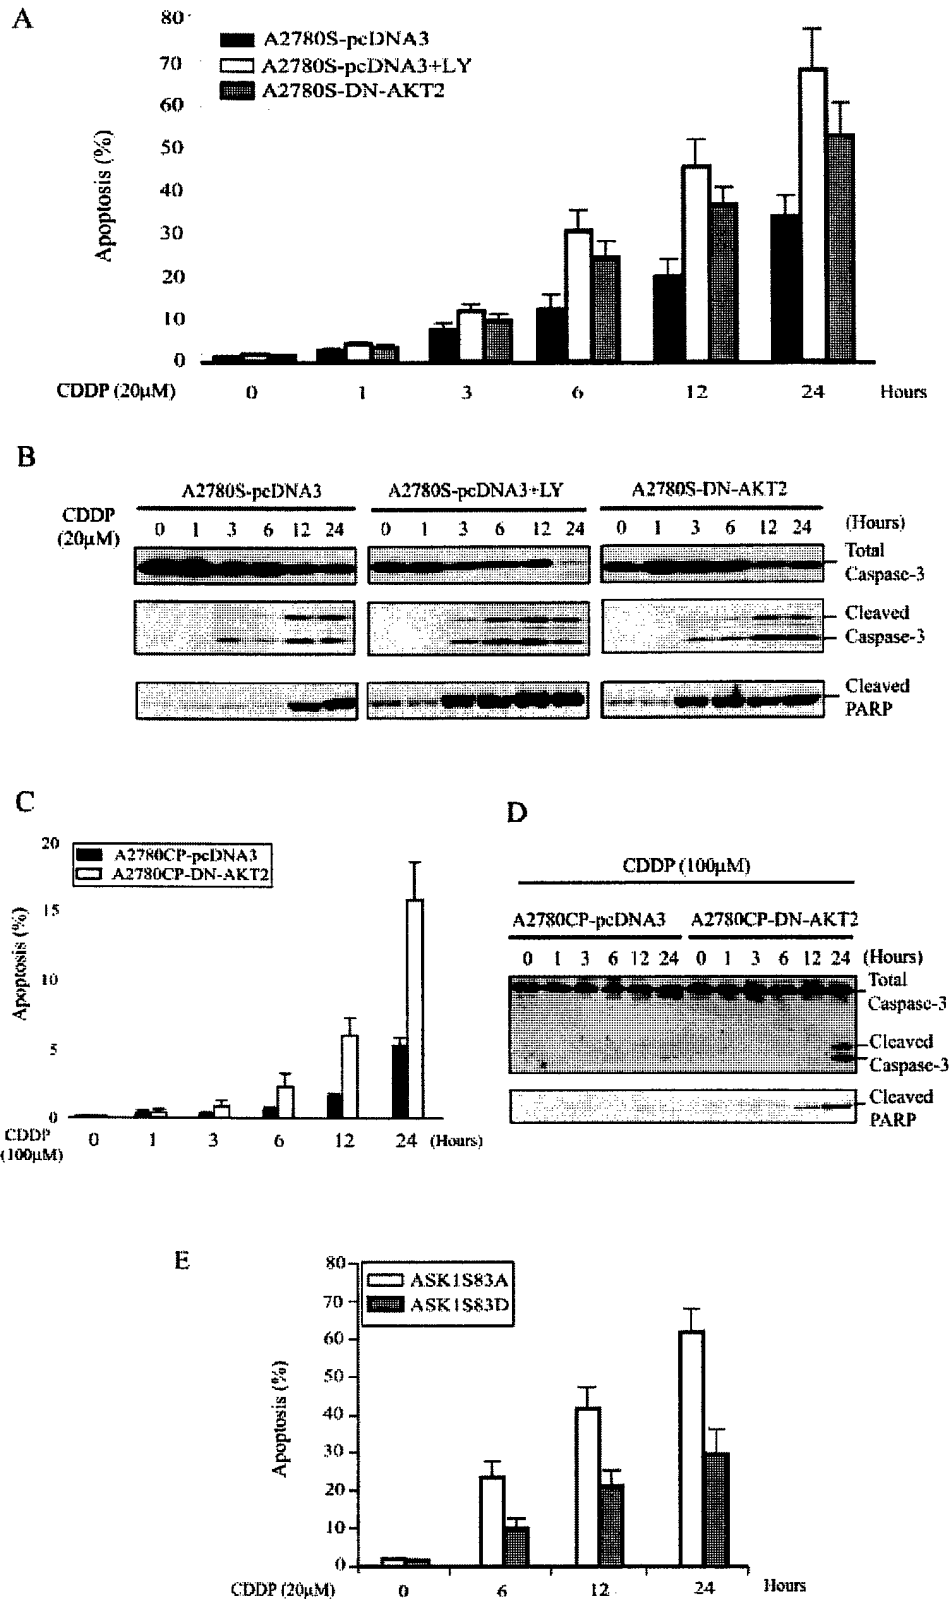 A
80
70
60
50
40
30
20
10
0
Apoptosis (%)
A2780S-pcDNA3
A2780S-pcDNA3+LY
A2780S-DN-AKT2
CDDP (20μM) 0 1 3 6 12 24 Hours
B
A2780S-pcDNA3 A2780S-pcDNA3+LY A2780S-DN-AKT2
CDDP
(20μM)
0 1 3 6 12 24 0 1 3 6 12 24 0 1 3 6 12 24 (Hours)
Total
Caspase-3
Cleaved
Caspase-3
Cleaved
PARP
C
20
15
10
5
0
Apoptosis (%)
A2780CP-pcDNA3
A2780CP-DN-AKT2
CDDP
(100μM)
0 1 3 6 12 24 (Hours)
D
CDDP (100μM)
A2780CP-pcDNA3 A2780CP-DN-AKT2
0 1 3 6 12 24 0 1 3 6 12 24 (Hours)
Total
Caspase-3
Cleaved
Caspase-3
Cleaved
PARP
E
80
70
60
50
40
30
20
10
0
Apoptosis (%)
ASK1S83A
ASK1S83D
CDDP (20μM) 0 6 12 24 Hours